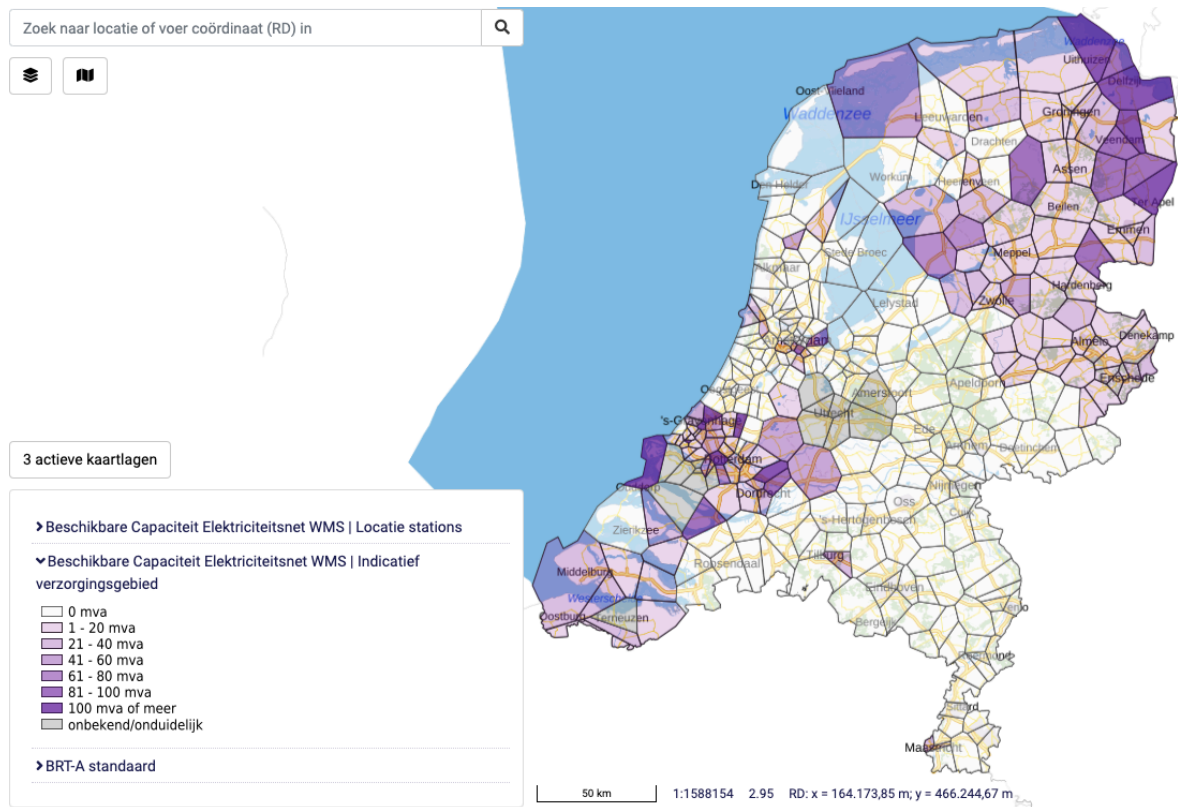 Zoek naar locatie of voer coördinaat (RD) in
Waddenzee
Uithuizen
Delfzijl
Oost-Vlieland
Waddenzee
Leeuwarden
Groningen
Drachten
Veendam
Den Helder
Workum
Heerenveen
Assen
Beilen
Ter Apel
IJsselmeer
Emmen
Stede Broec
Meppel
Alkmaar
Hardenberg
Lelystad
Zwolle
Amsterdam
Almelo
Denekamp
Enschede
Apeldoorn
Amersfoort
Utrecht
's-Gravenhage
Ede
Arnhem
Doetinchem
3 actieve kaartlagen
Rotterdam
Ouddorp
Dordrecht
Nijmegen
Oss
Cuijk
's-Hertogenbosch
Zierikzee
Tilburg
Roosendaal
Middelburg
Eindhoven
Westerschelde
Venlo
Oostburg
Terneuzen
Bergeijk
Roermond
Sittard
Maastricht
Beschikbare Capaciteit Elektriciteitsnet WMS | Locatie stations
Beschikbare Capaciteit Elektriciteitsnet WMS | Indicatief
verzorgingsgebied
0 mva
1 - 20 mva
21 - 40 mva
41 - 60 mva
61 - 80 mva
81 - 100 mva
100 mva of meer
onbekend/onduidelijk
BRT-A standaard
50 km
1:1588154 2.95 RD: x = 164.173,85 m; y = 466.244,67 m